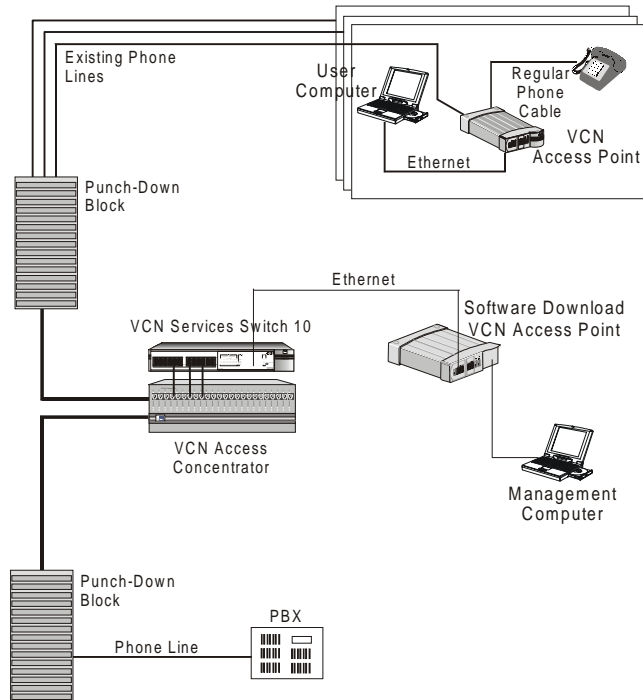 Existing Phone
Lines
User
Computer
Regular
Phone
Cable
VCN
Access Point
Ethernet
Punch-Down
Block
Ethernet
Software Download
VCN Access Point
VCN Services Switch 10
VCN Access
Concentrator
Management
Computer
Punch-Down
Block
PBX
Phone Line